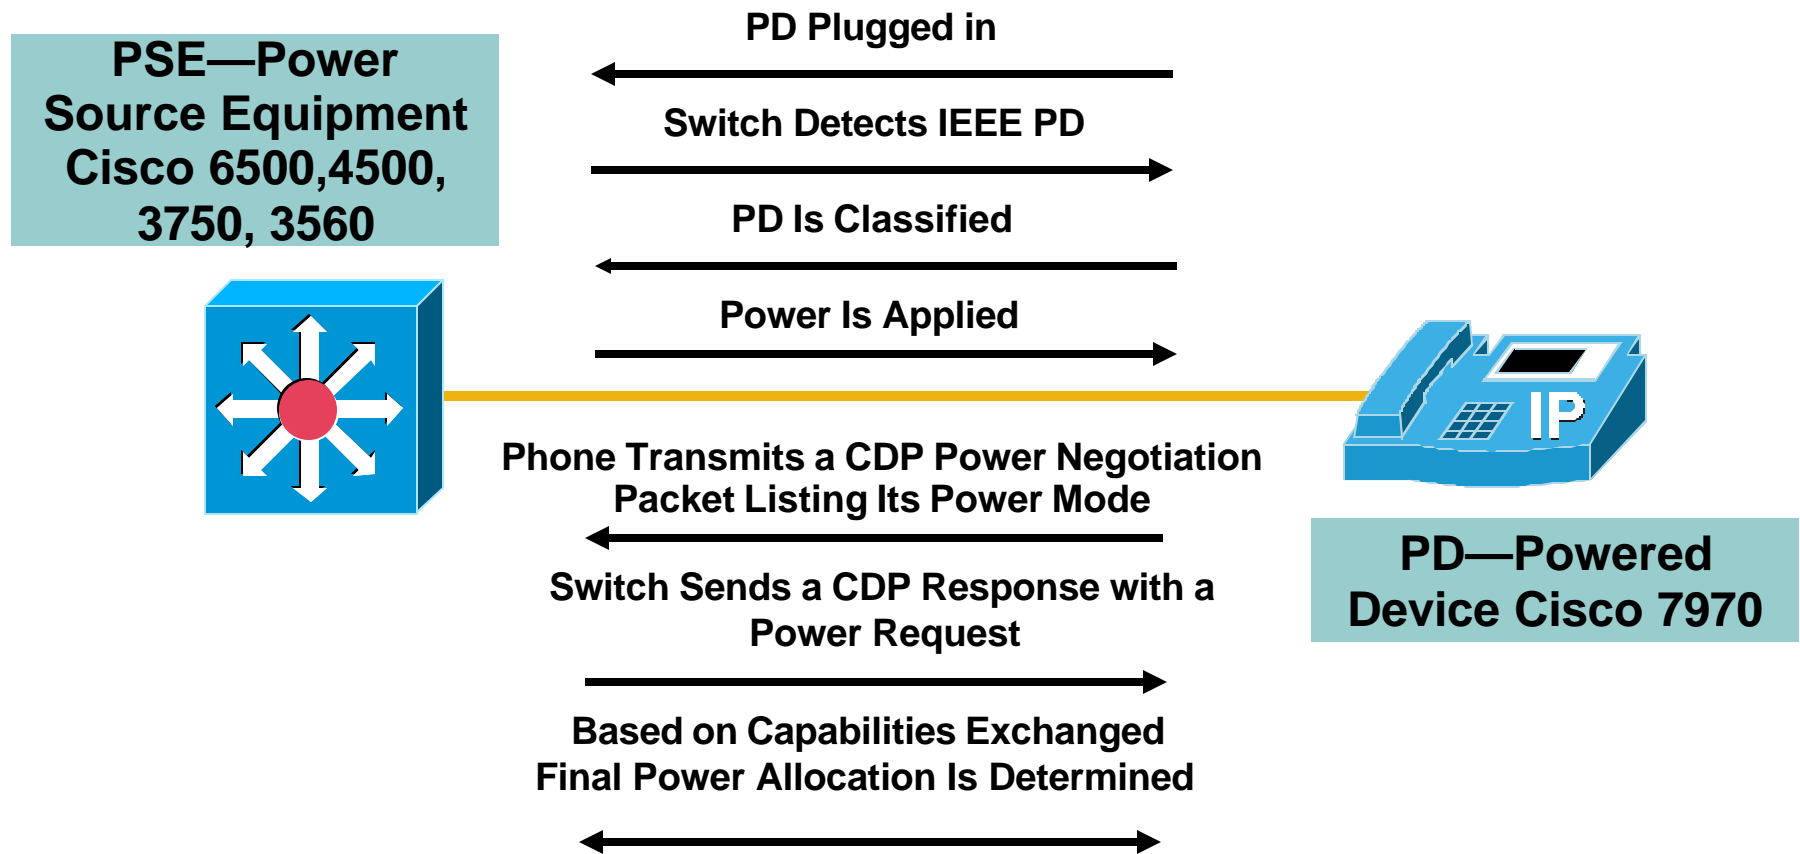 PSE—Power
Source Equipment
Cisco 6500,4500,
3750, 3560
PD Plugged in
Switch Detects IEEE PD
PD Is Classified
Power Is Applied
IP
Phone Transmits a CDP Power Negotiation
Packet Listing Its Power Mode
Switch Sends a CDP Response with a
Power Request
Based on Capabilities Exchanged
Final Power Allocation Is Determined
PD—Powered
Device Cisco 7970